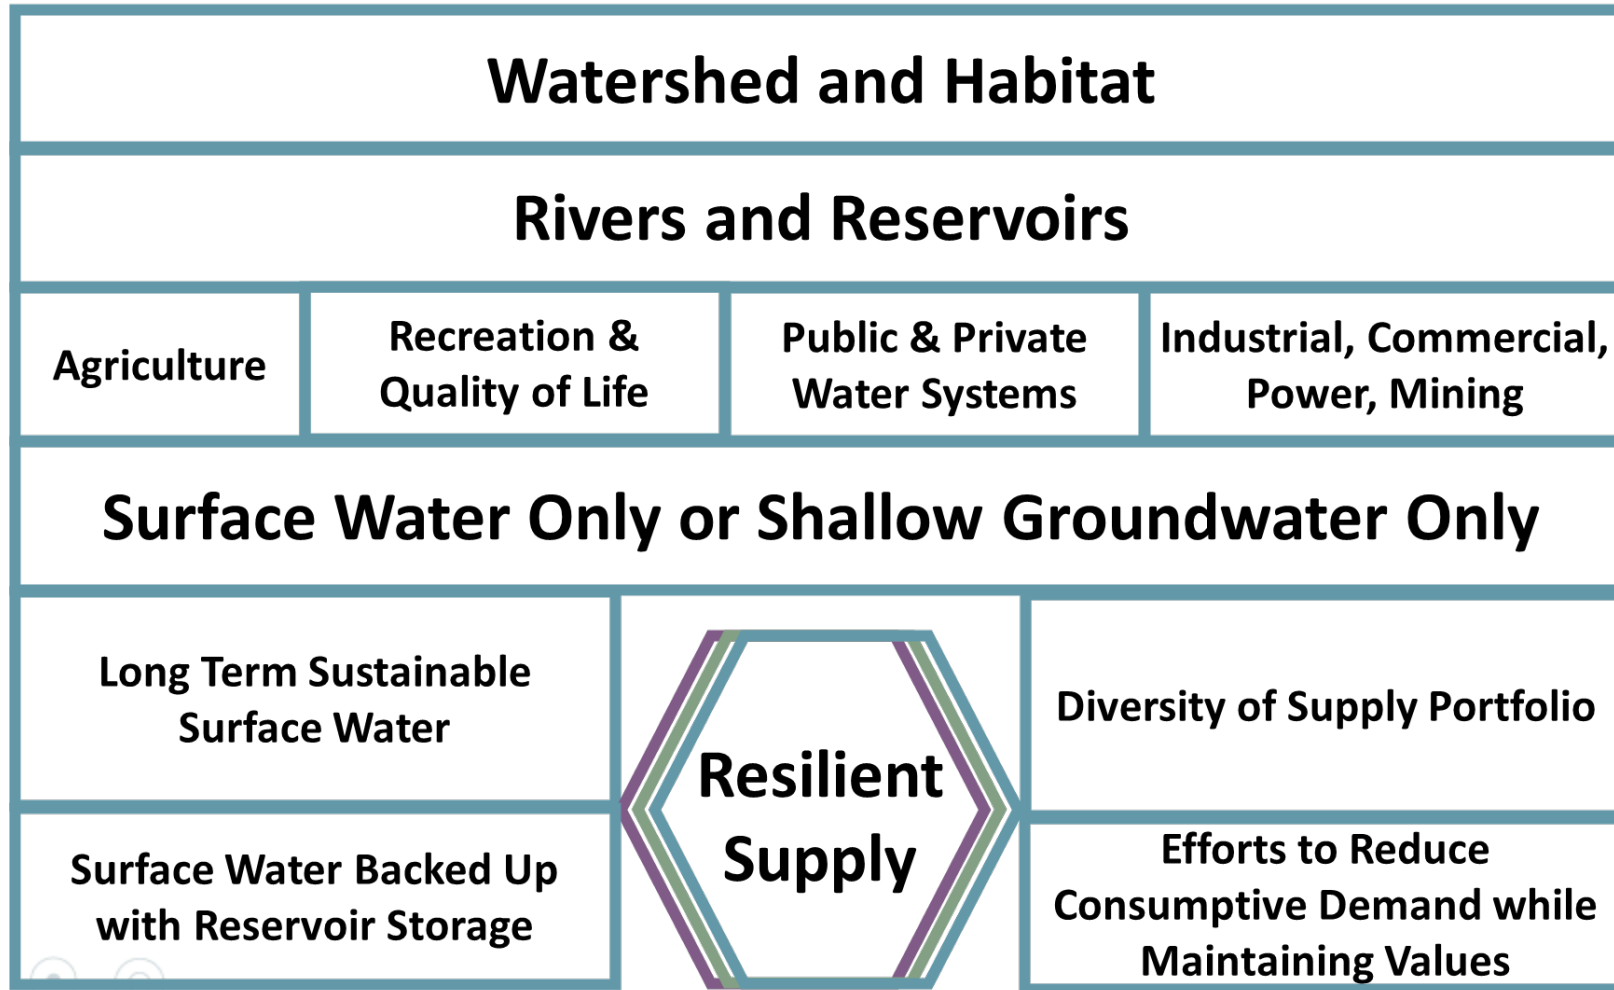 Watershed and Habitat
Rivers and Reservoirs
Agriculture
Recreation &
Quality of Life
Public & Private
Water Systems
Industrial, Commercial,
Power, Mining
Surface Water Only or Shallow Groundwater Only
Long Term Sustainable
Surface Water
Surface Water Backed Up
with Reservoir Storage
Resilient
Supply
Diversity of Supply Portfolio
Efforts to Reduce
Consumptive Demand while
Maintaining Values